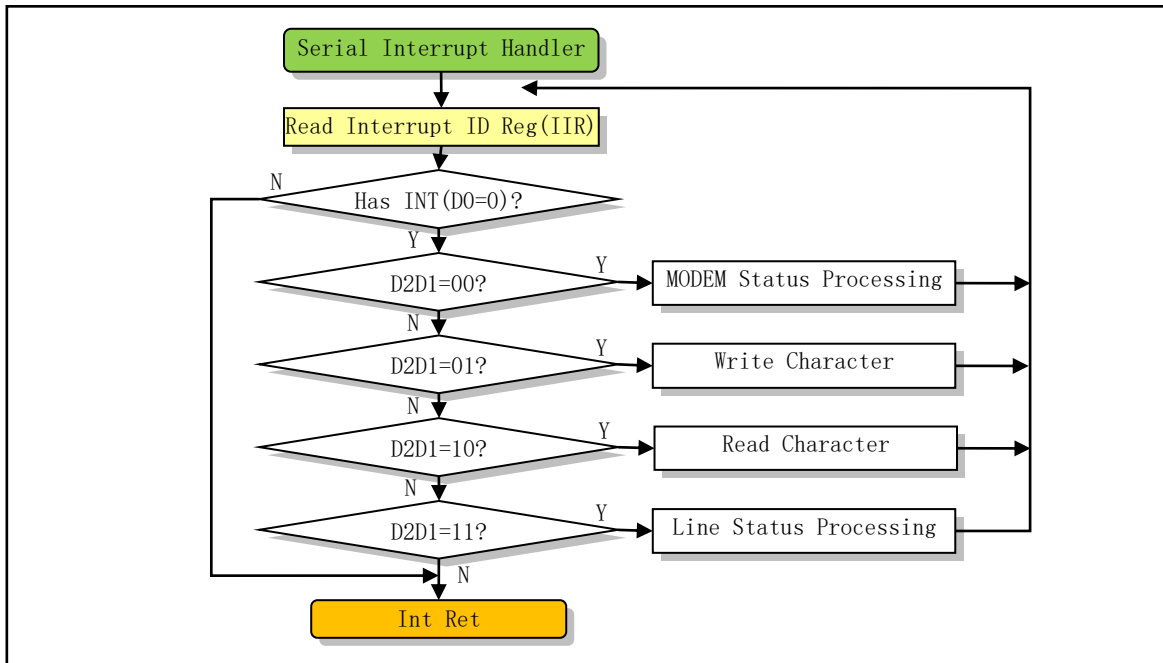 Serial Interrupt Handler
Read Interrupt ID Reg(IIR)
N
Has INT(D0=0)?
Y
D2D1=00?
Y
MODEM Status Processing
N
D2D1=01?
Y
Write Character
N
D2D1=10?
Y
Read Character
N
D2D1=11?
Y
Line Status Processing
N
Int Ret